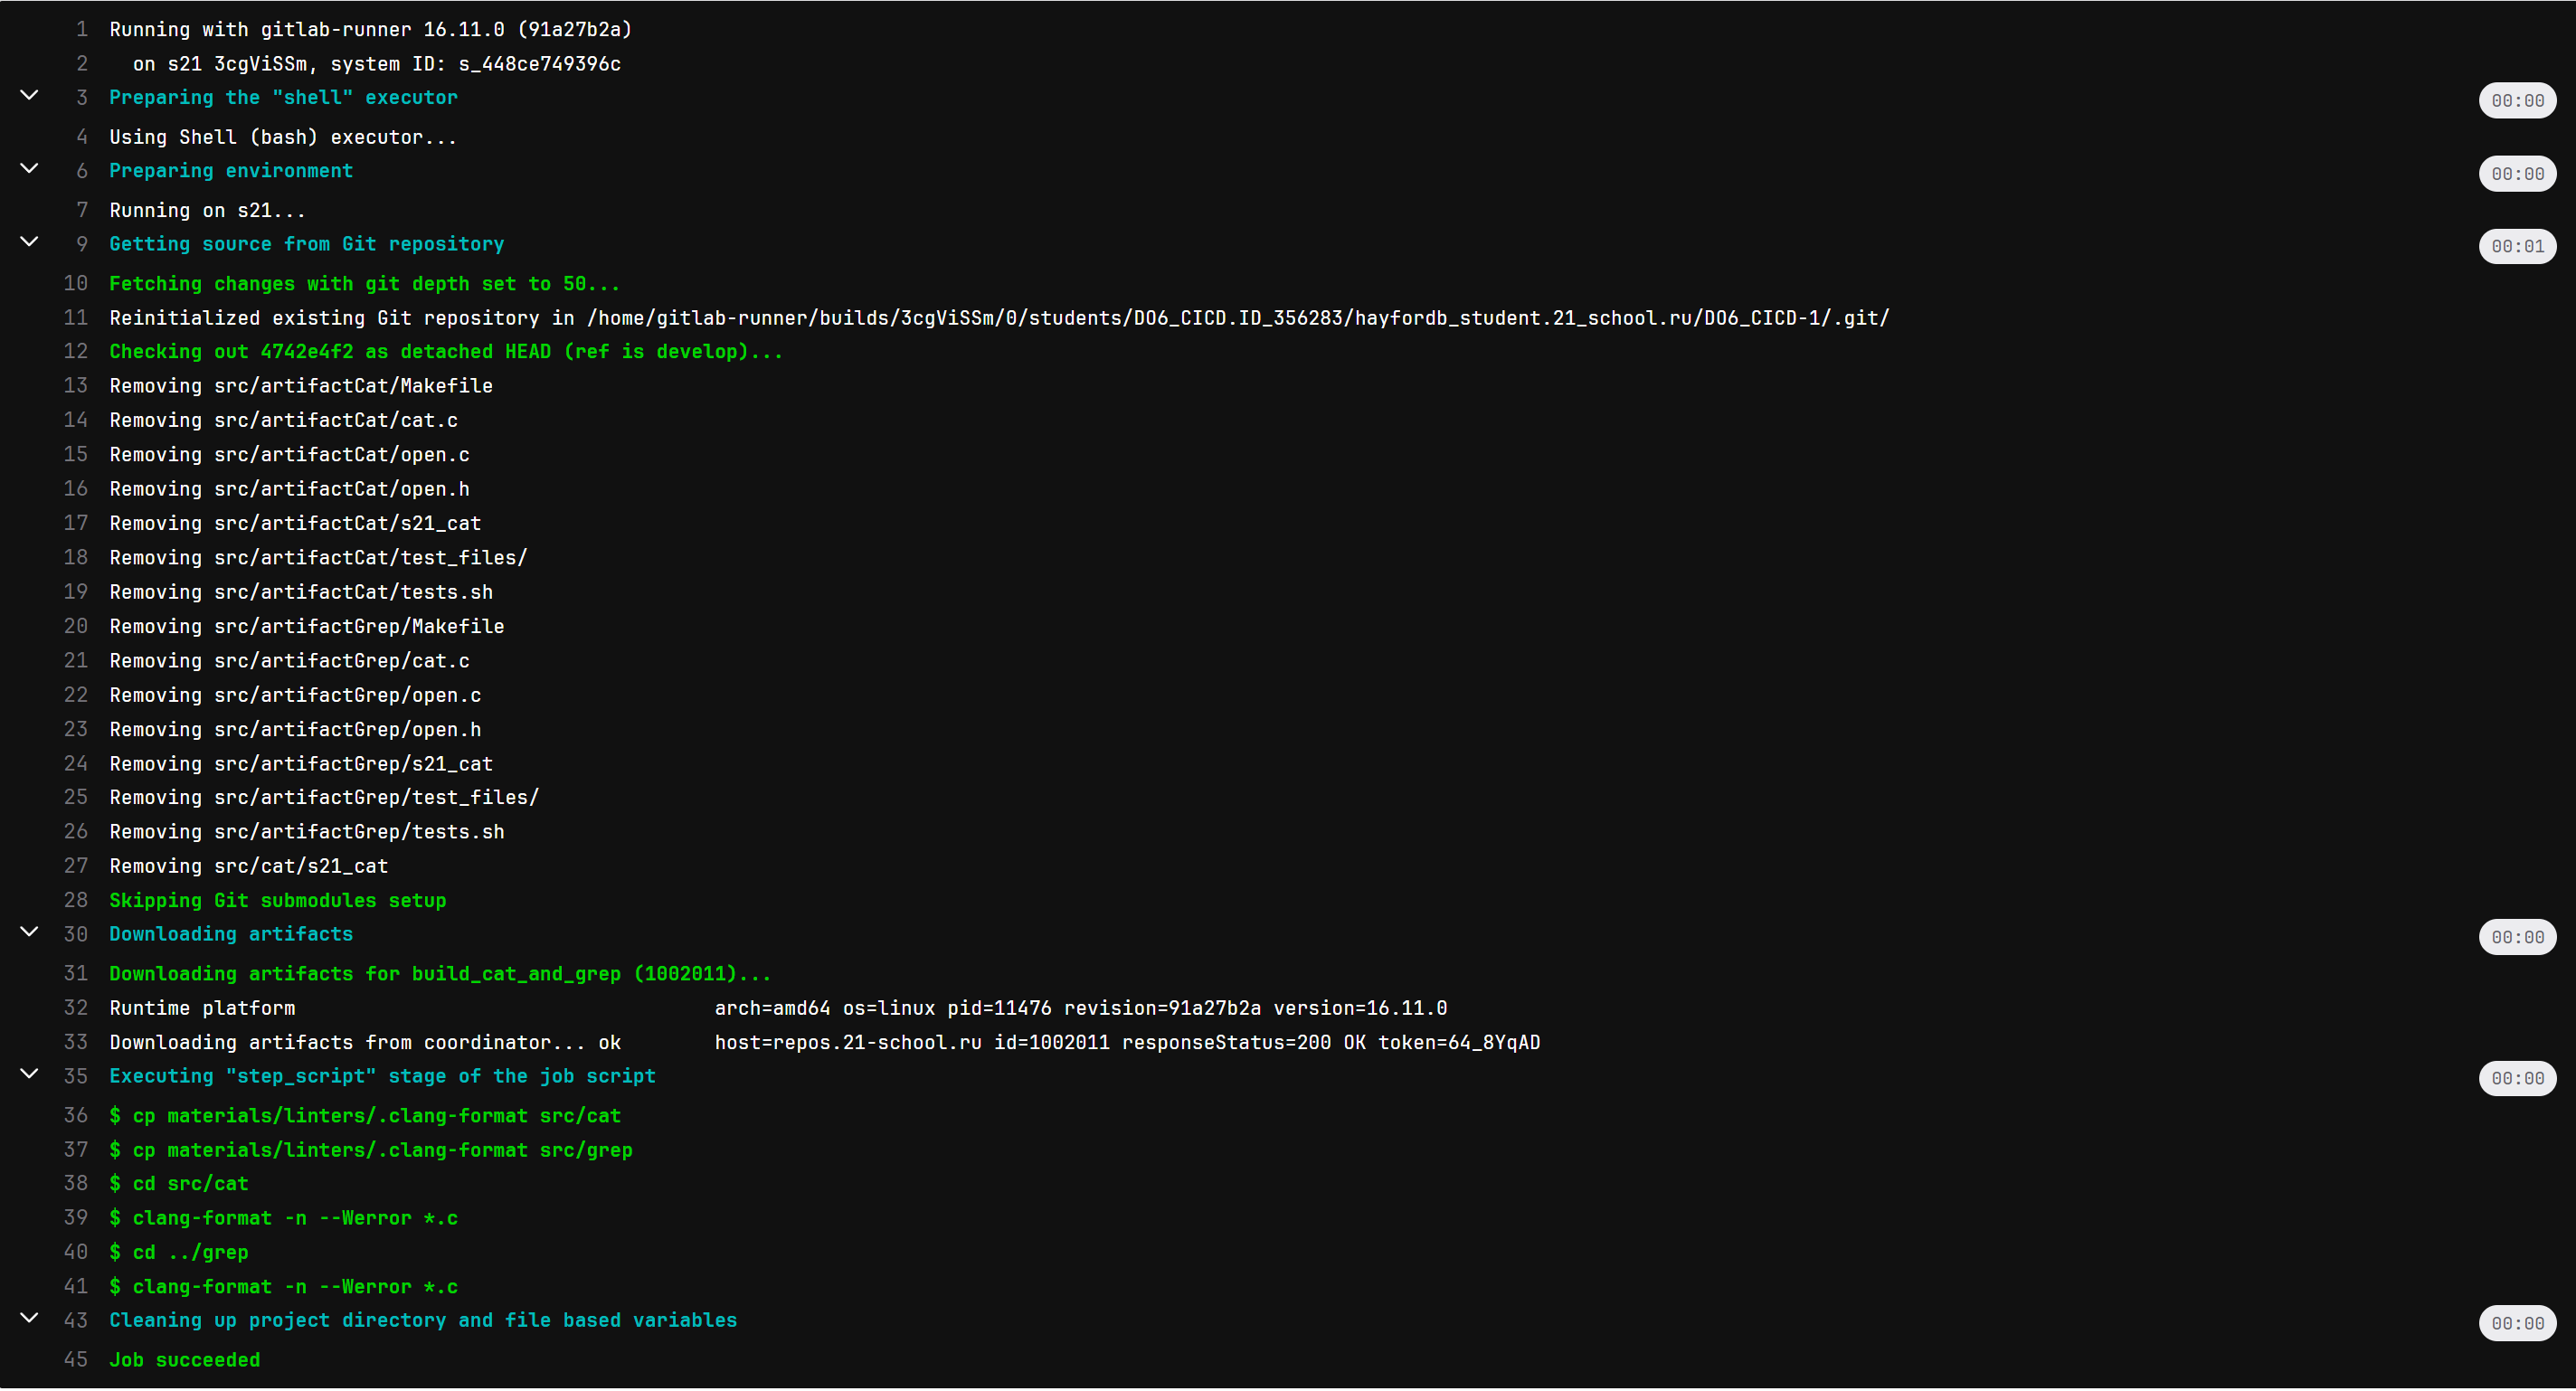 1 Running with gitlab-runner 16.11.0 (91a27b2a)
2 on s21 3cgViSSm, system ID: s_448ce749396c
3 Preparing the "shell" executor 00:00
4 Using Shell (bash) executor...
6 Preparing environment 00:00
7 Running on s21...
9 Getting source from Git repository 00:01
10 Fetching changes with git depth set to 50...
11 Reinitialized existing Git repository in /home/gitlab-runner/builds/3cgViSSm/0/students/DO6_CICD.ID_356283/hayfordb_student.21_school.ru/DO6_CICD-1/.git/
12 Checking out 4742e4f2 as detached HEAD (ref is develop)...
13 Removing src/artifactCat/Makefile
14 Removing src/artifactCat/cat.c
15 Removing src/artifactCat/open.c
16 Removing src/artifactCat/open.h
17 Removing src/artifactCat/s21_cat
18 Removing src/artifactCat/test_files/
19 Removing src/artifactCat/tests.sh
20 Removing src/artifactGrep/Makefile
21 Removing src/artifactGrep/cat.c
22 Removing src/artifactGrep/open.c
23 Removing src/artifactGrep/open.h
24 Removing src/artifactGrep/s21_cat
25 Removing src/artifactGrep/test_files/
26 Removing src/artifactGrep/tests.sh
27 Removing src/cat/s21_cat
28 Skipping Git submodules setup
30 Downloading artifacts 00:00
31 Downloading artifacts for build_cat_and_grep (1002011)...
32 Runtime platform arch=amd64 os=linux pid=11476 revision=91a27b2a version=16.11.0
33 Downloading artifacts from coordinator... ok host=repos.21-school.ru id=1002011 responseStatus=200 OK token=64_8YqAD
35 Executing "step_script" stage of the job script 00:00
36 $ cp materials/linters/.clang-format src/cat
37 $ cp materials/linters/.clang-format src/grep
38 $ cd src/cat
39 $ clang-format -n --Werror *.c
40 $ cd ../grep
41 $ clang-format -n --Werror *.c
43 Cleaning up project directory and file based variables 00:00
45 Job succeeded